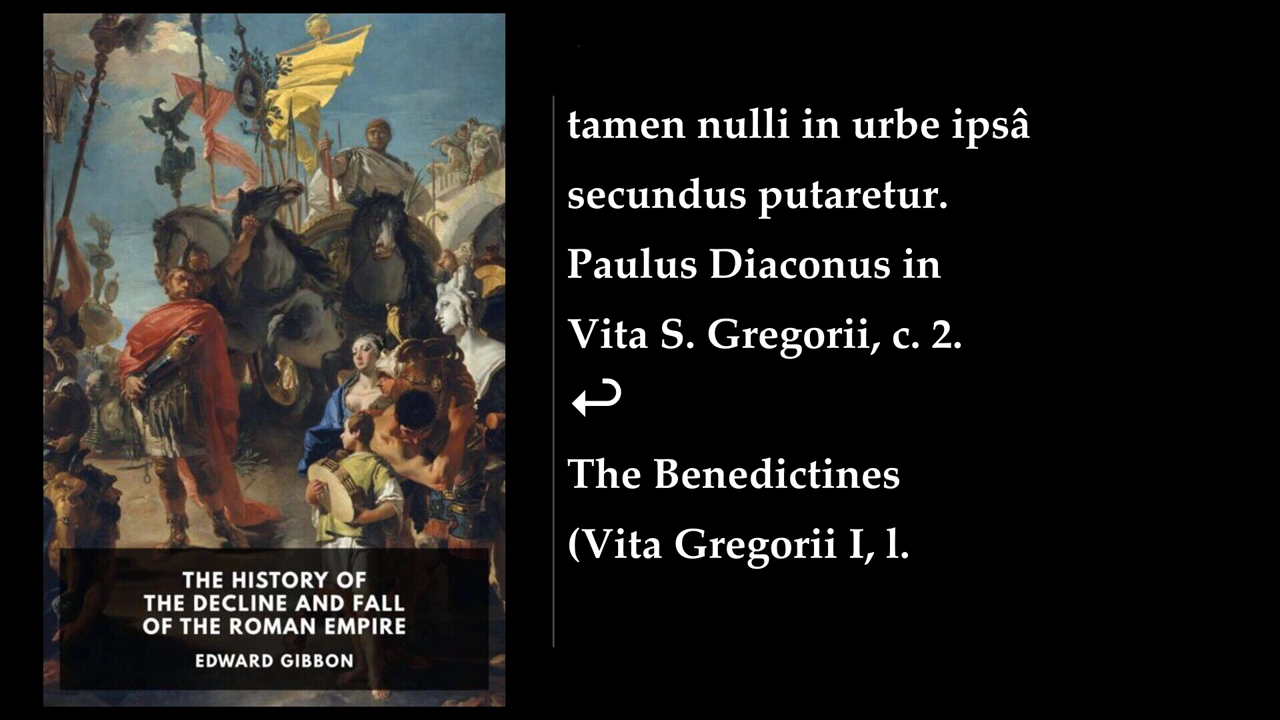 THE HISTORY OF
THE DECLINE AND FALL
OF THE ROMAN EMPIRE
EDWARD GIBBON
tamen nulli in urbe ipsâ
secundus putaretur.
Paulus Diaconus in
Vita S. Gregorii, c. 2.
↩
The Benedictines
(Vita Gregorii I, l.